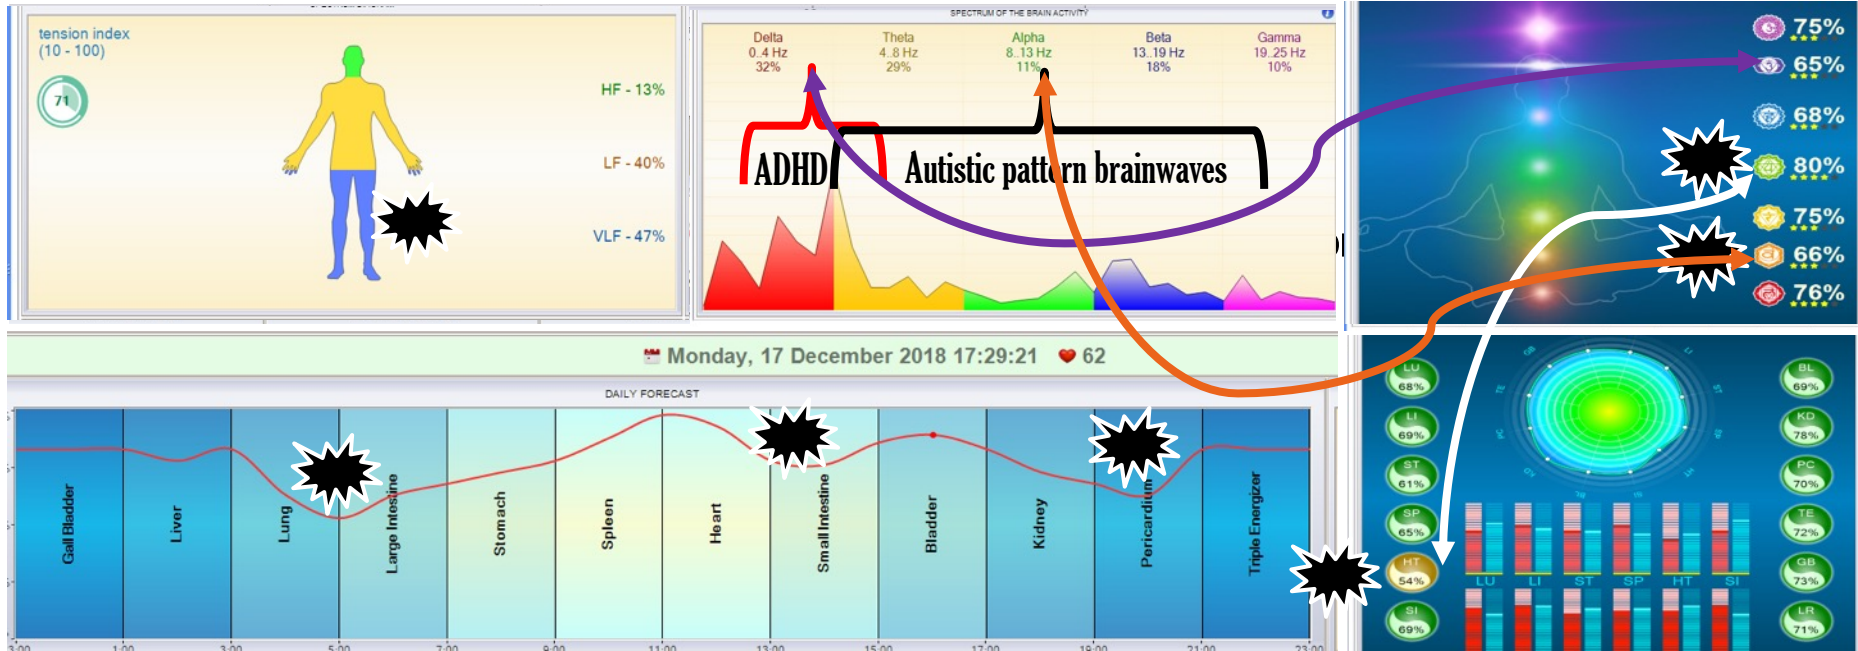 tension index
(10 - 100)
71
HF - 13%
LF - 40%
VLF - 47%
SPECTRUM OF THE BRAIN ACTIVITY
Delta
0..4 Hz
32%
Theta
4..8 Hz
29%
Alpha
8..13 Hz
11%
Beta
13..19 Hz
18%
Gamma
19..25 Hz
10%
ADHD
Autistic pattern brainwaves
75%
65%
68%
80%
75%
66%
76%
Monday, 17 December 2018 17:29:21 62
DAILY FORECAST
Gall Bladder
Liver
Lung
Large Intestine
Stomach
Spleen
Heart
Small Intestine
Bladder
Kidney
Pericardium
Triple Energizer
1:00 3:00 5:00 7:00 9:00 11:00 13:00 15:00 17:00 19:00 21:00 23:00
LU
68%
LI
69%
ST
61%
SP
65%
HT
54%
SI
69%
LU LI ST SP HT SI
BL
69%
KD
78%
PC
70%
TE
72%
GB
73%
LR
71%